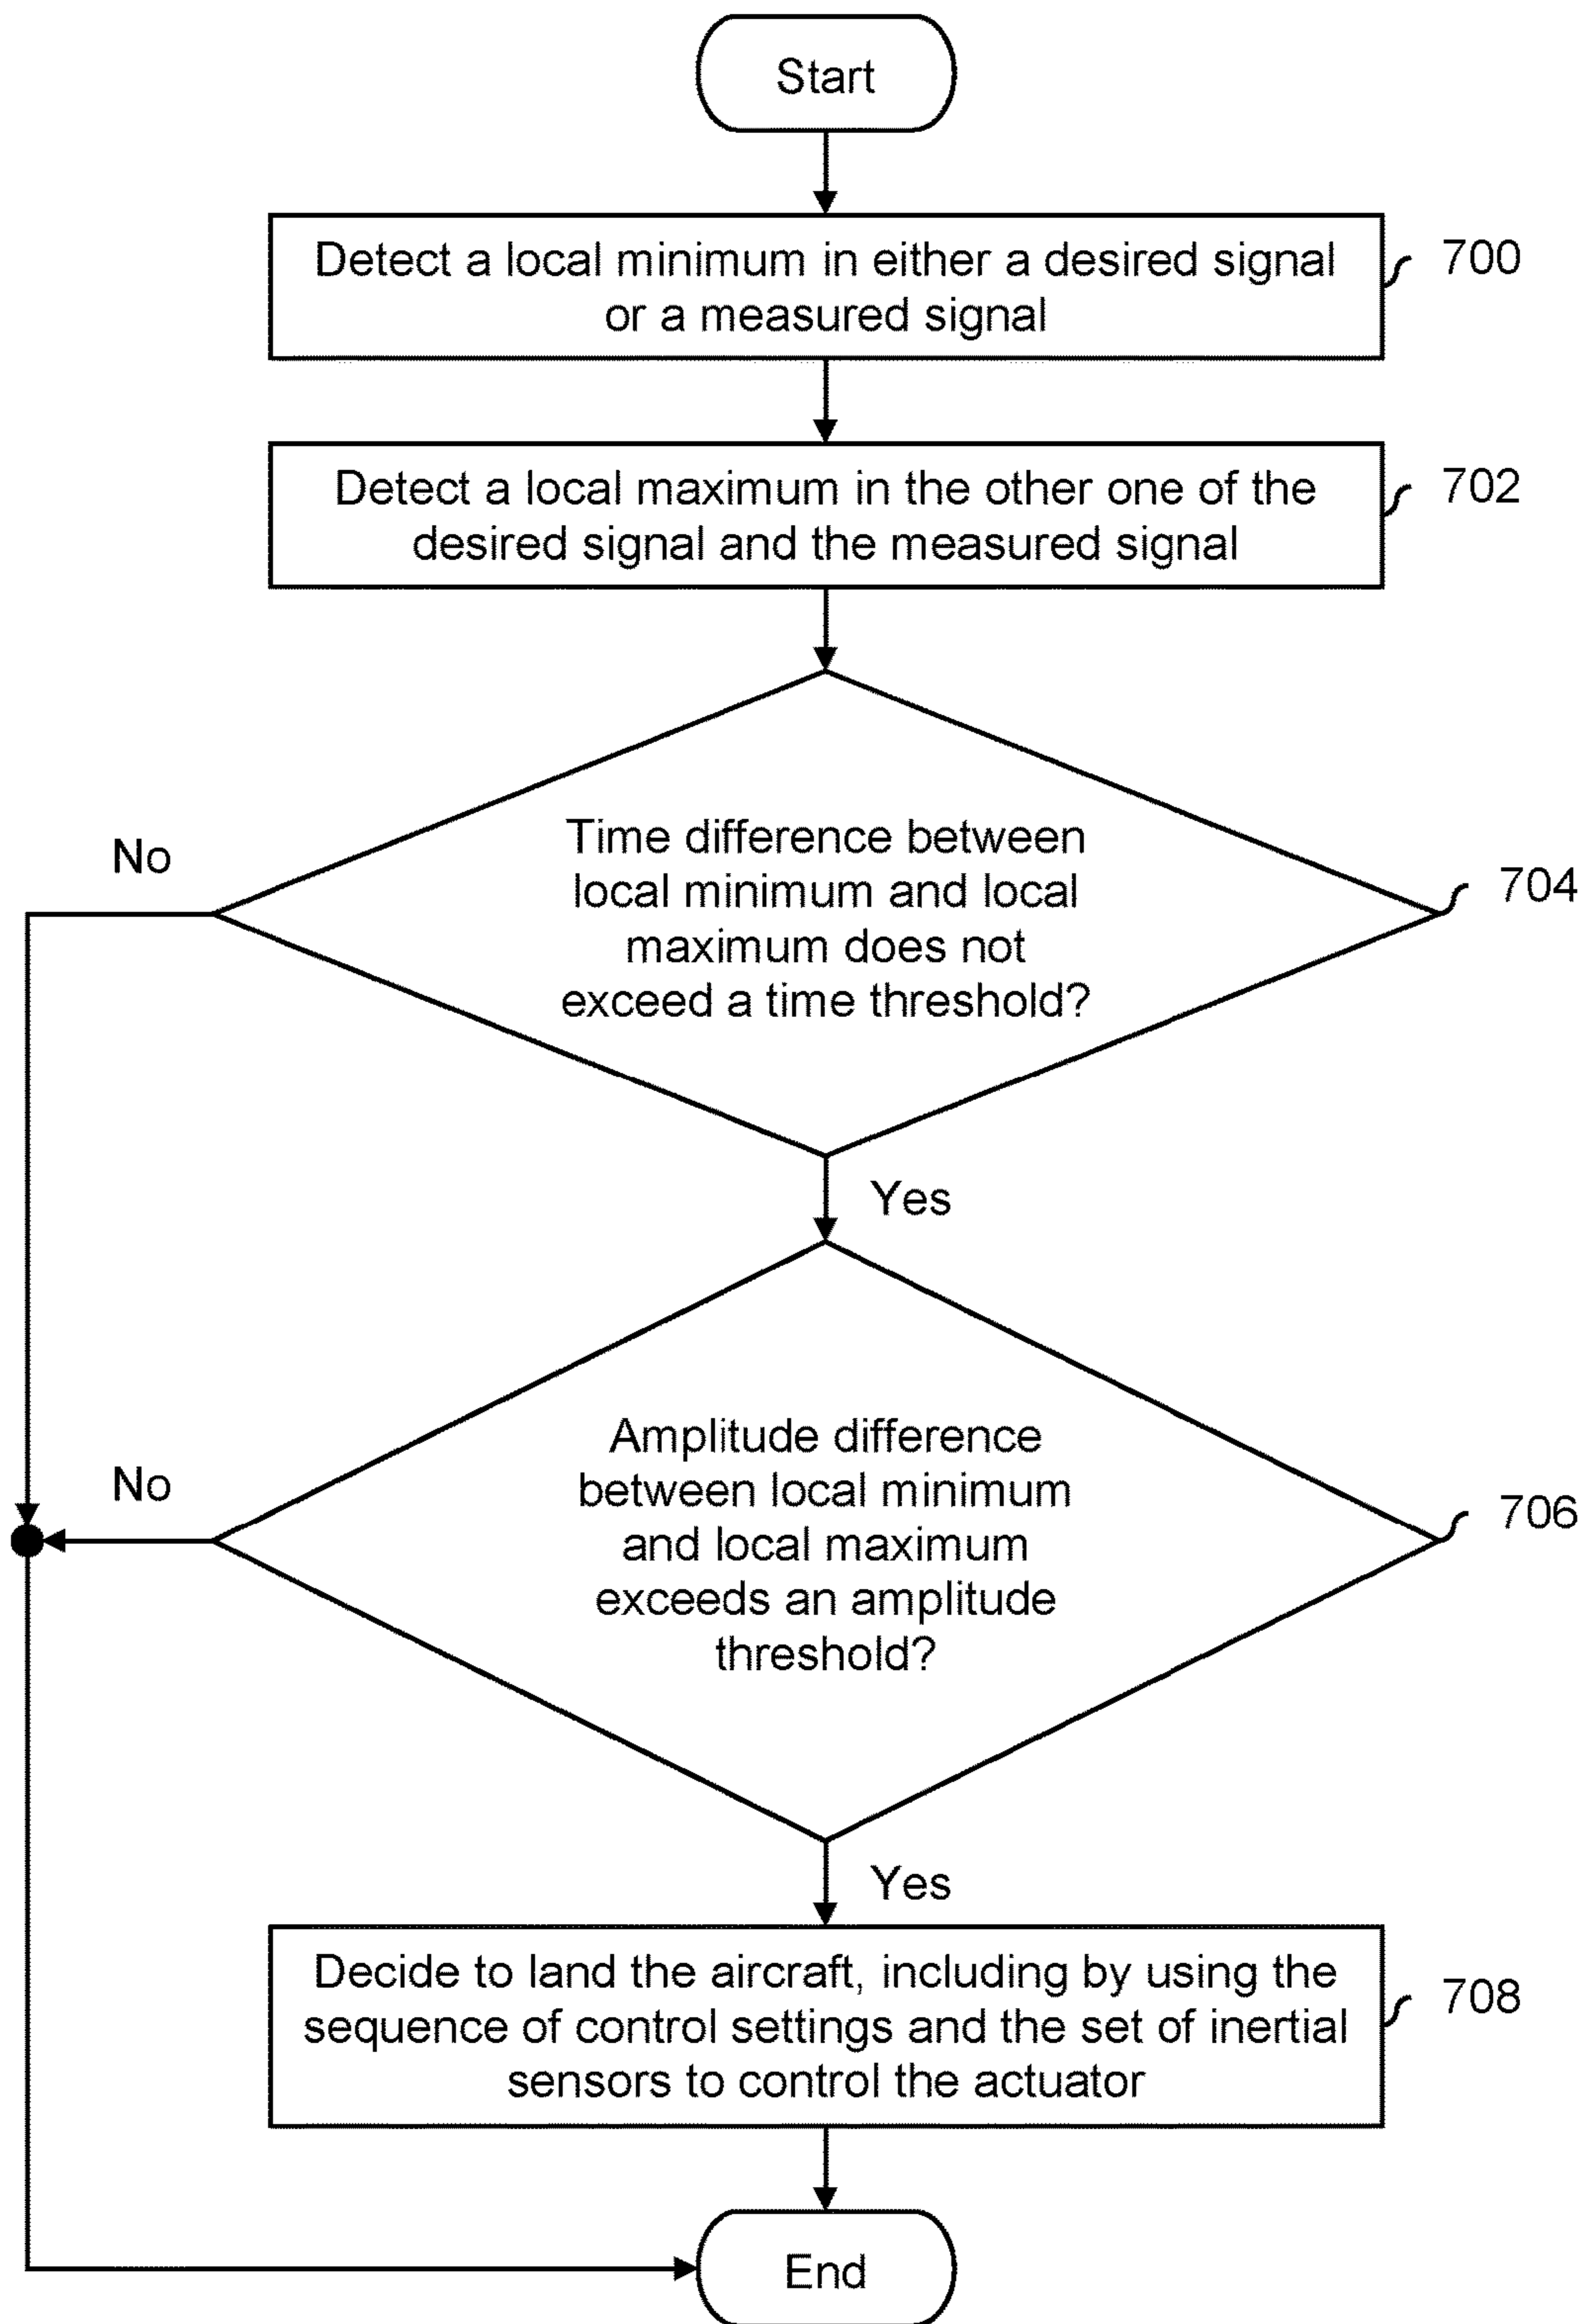 Start
Detect a local minimum in either a desired signal
or a measured signal
700
Detect a local maximum in the other one of the
desired signal and the measured signal
702
Time difference between
local minimum and local
maximum does not
exceed a time threshold?
704
No
Yes
Amplitude difference
between local minimum
and local maximum
exceeds an amplitude
threshold?
706
No
Yes
Decide to land the aircraft, including by using the
sequence of control settings and the set of inertial
sensors to control the actuator
708
End